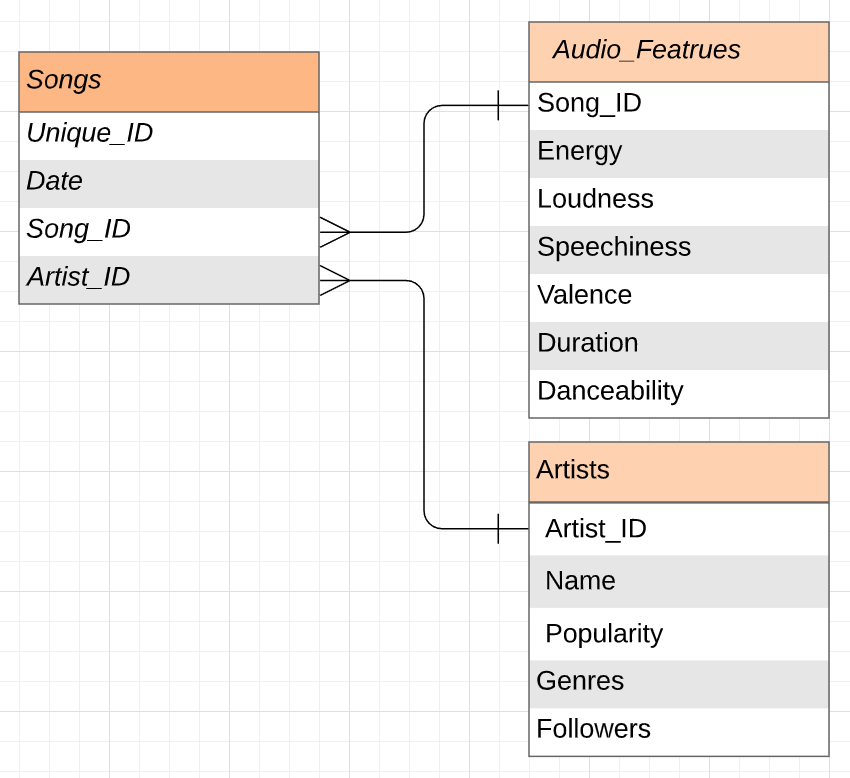 Songs
Unique_ID
Date
Song_ID
Artist_ID
Audio_Featrues
Song_ID
Energy
Loudness
Speechiness
Valence
Duration
Danceability
Artists
Artist_ID
Name
Popularity
Genres
Followers